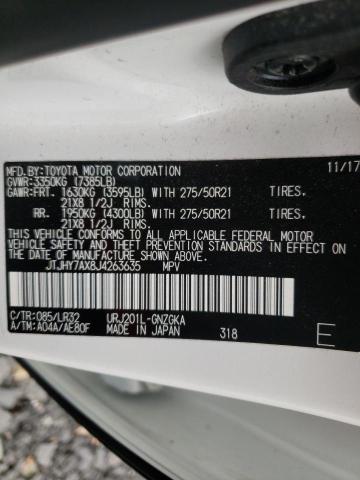 MFD.BY:TOYOTA MOTOR CORPORATION 11/17
GVWR:3350KG (7385LB)
GAWR:FRT. 1630KG (3595LB) WITH 275/50R21 TIRES.
21X8 1/2J RIMS.
RR. 1950KG (4300LB) WITH 275/50R21 TIRES.
21X8 1/2J RIMS.
THIS VEHICLE CONFORMS TO ALL APPLICABLE FEDERAL MOTOR
VEHICLE SAFETY, BUMPER, AND THEFT PREVENTION STANDARDS IN
EFFECT ON THE DATE OF MANUFACTURE SHOWN ABOVE.
JTJHY7AX8J4263635 MPV
C/TR:085/LR32 URJ201L-GNZGKA
A/TM:A04A/AE80F MADE IN JAPAN 318 E